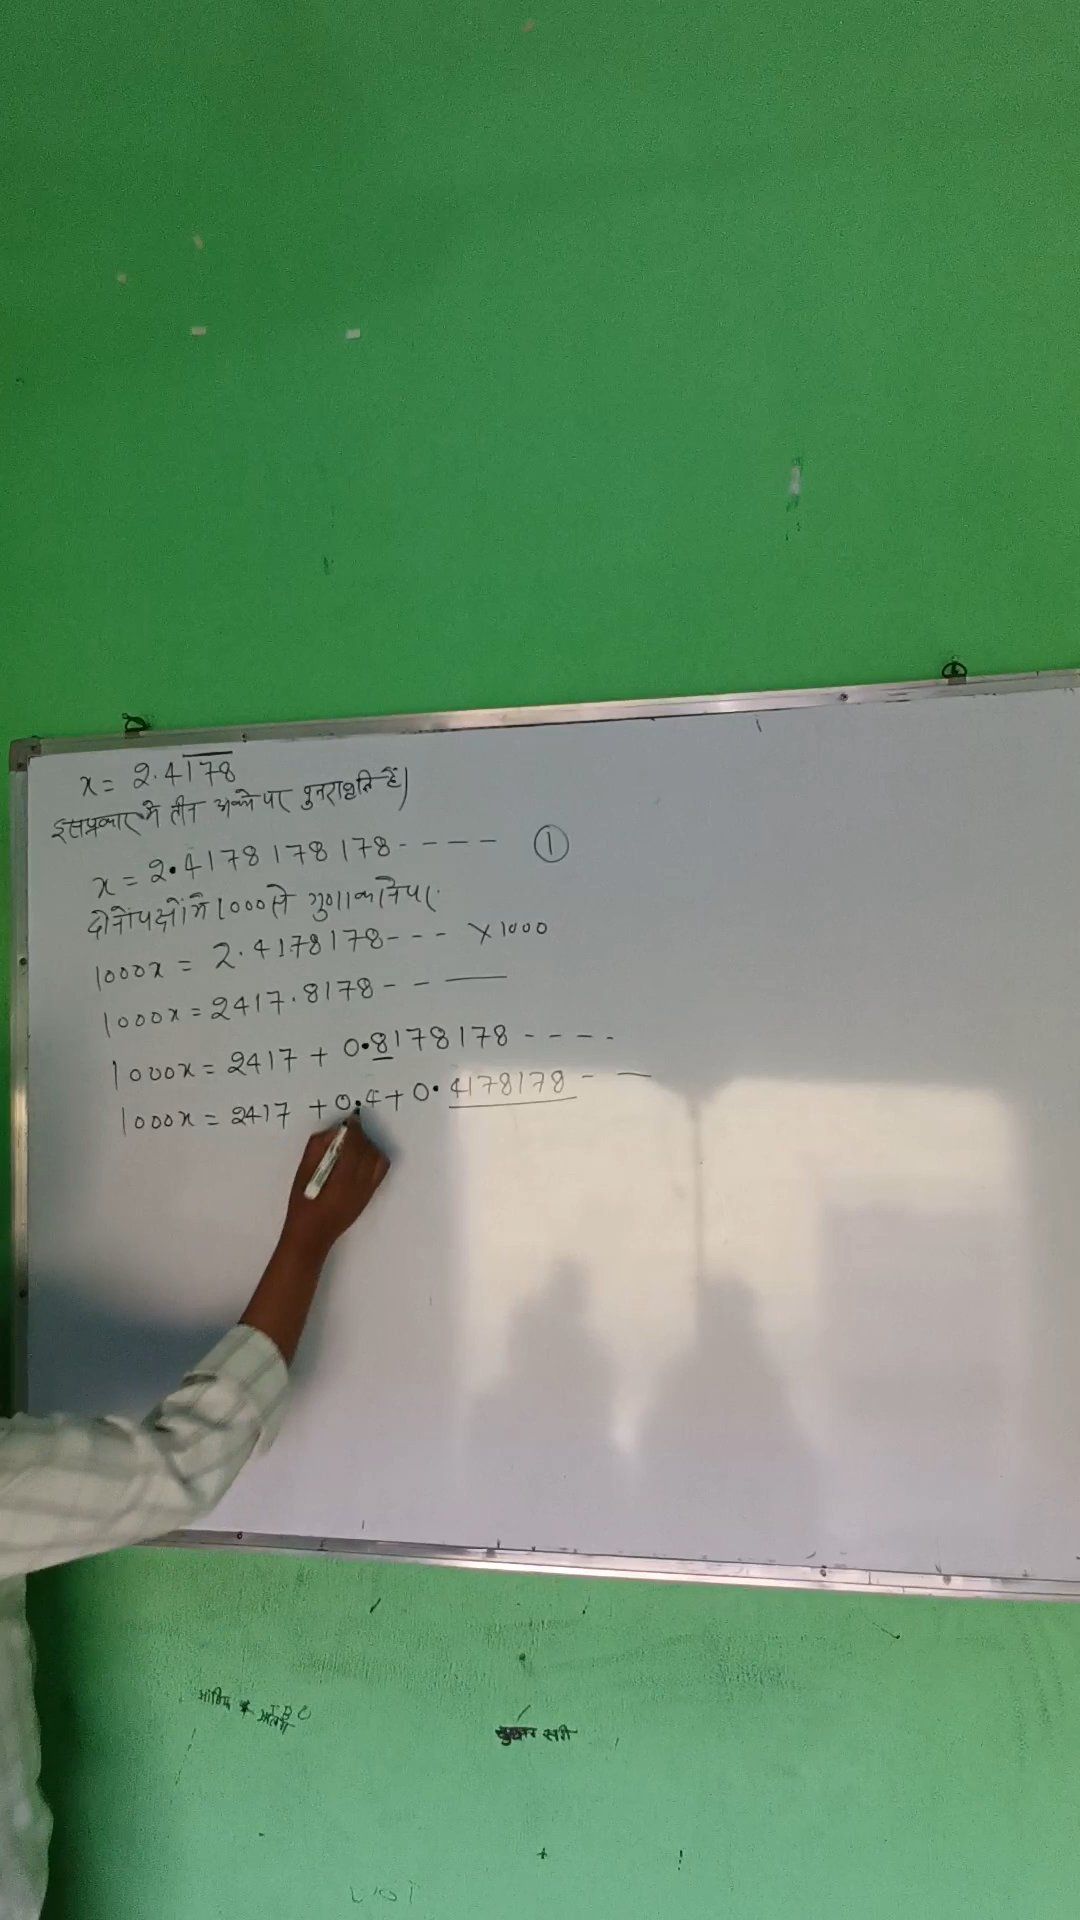 x = 2.4178
इसप्रकार मे तीन अंको पर पुनरावृति हैं।
x = 2.4178178178- - - - - ①
दोनो पक्षों मे 1000 से गुणा करने पर
1000x = 2.4178178- - - × 1000
1000x = 2417.8178- - —
1000x = 2417 + 0.8178178 - - - -
1000x = 2417 + 0.4 + 0.4178178 - —